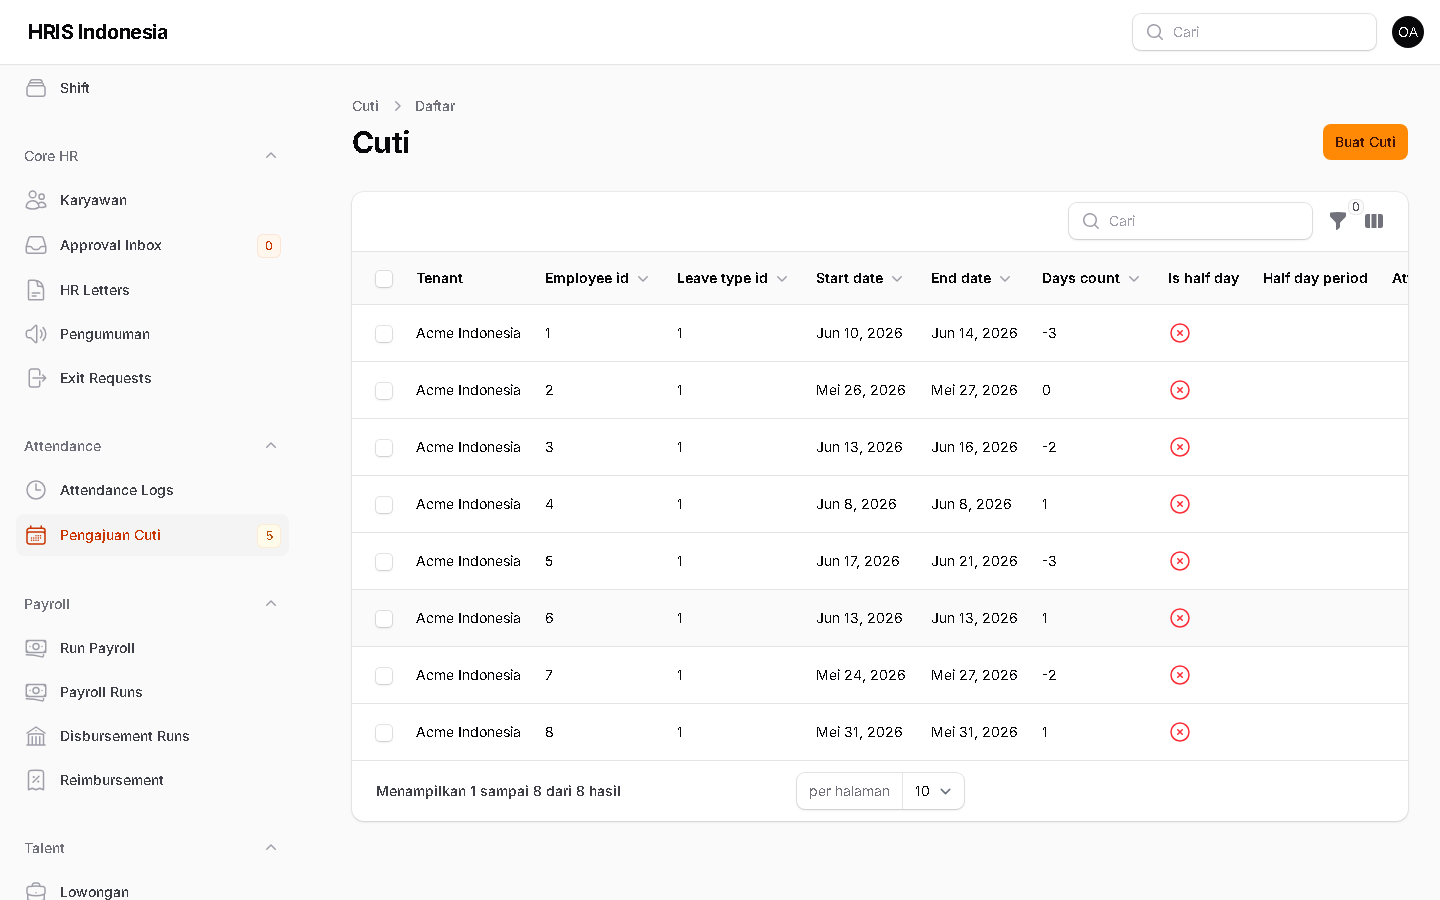 HRIS Indonesia
Cari
OA
Shift
Core HR
Karyawan
Approval Inbox 0
HR Letters
Pengumuman
Exit Requests
Attendance
Attendance Logs
Pengajuan Cuti 5
Payroll
Run Payroll
Payroll Runs
Disbursement Runs
Reimbursement
Talent
Lowongan
Cuti > Daftar
Cuti
Buat Cuti
Cari
0
Tenant Employee id Leave type id Start date End date Days count Is half day Half day period At
Acme Indonesia 1 1 Jun 10, 2026 Jun 14, 2026 -3
Acme Indonesia 2 1 Mei 26, 2026 Mei 27, 2026 0
Acme Indonesia 3 1 Jun 13, 2026 Jun 16, 2026 -2
Acme Indonesia 4 1 Jun 8, 2026 Jun 8, 2026 1
Acme Indonesia 5 1 Jun 17, 2026 Jun 21, 2026 -3
Acme Indonesia 6 1 Jun 13, 2026 Jun 13, 2026 1
Acme Indonesia 7 1 Mei 24, 2026 Mei 27, 2026 -2
Acme Indonesia 8 1 Mei 31, 2026 Mei 31, 2026 1
Menampilkan 1 sampai 8 dari 8 hasil
per halaman 10